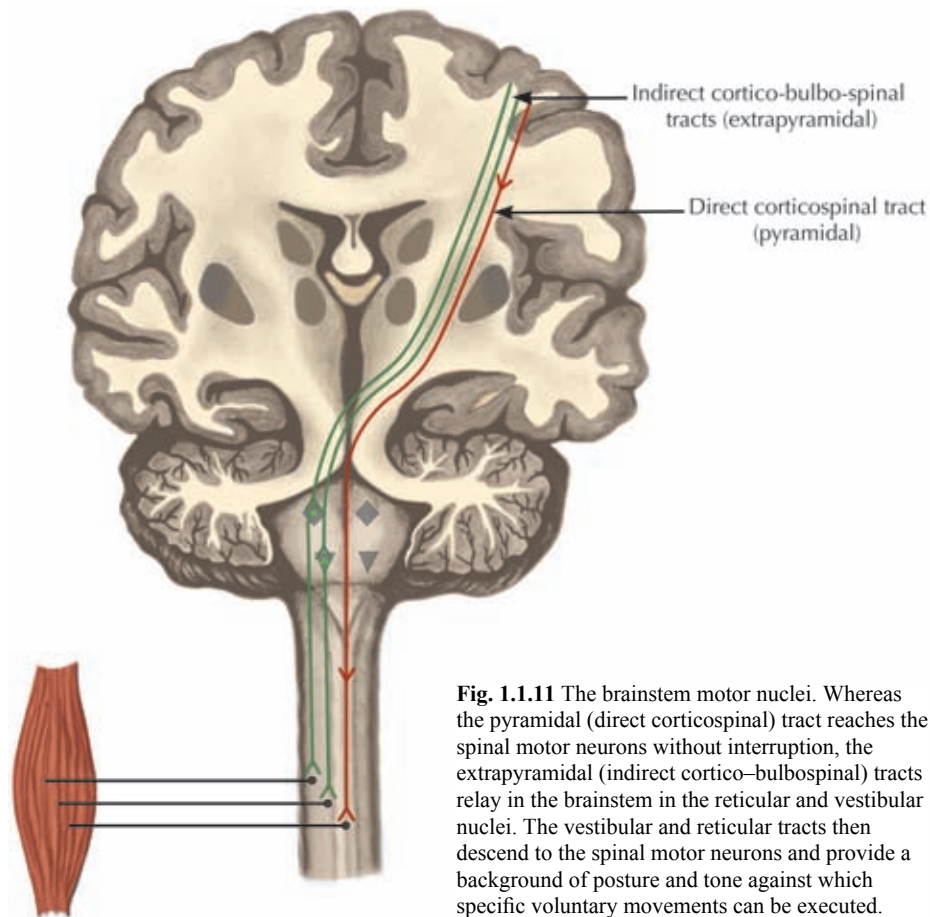 Indirect cortico-bulbo-spinal
tracts (extrapyramidal)
Direct corticospinal tract
(pyramidal)
Fig. 1.1.11 The brainstem motor nuclei. Whereas
the pyramidal (direct corticospinal) tract reaches the
spinal motor neurons without interruption, the
extrapyramidal (indirect cortico–bulbospinal) tracts
relay in the brainstem in the reticular and vestibular
nuclei. The vestibular and reticular tracts then
descend to the spinal motor neurons and provide a
background of posture and tone against which
specific voluntary movements can be executed.